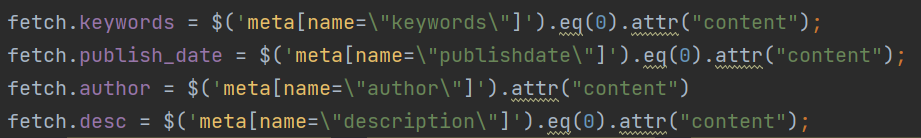 fetch.keywords = $('meta[name=\"keywords\"]').eq(0).attr("content");
fetch.publish_date = $('meta[name=\"publishdate\"]').eq(0).attr("content");
fetch.author = $('meta[name=\"author\"]').attr("content")
fetch.desc = $('meta[name=\"description\"]').eq(0).attr("content");